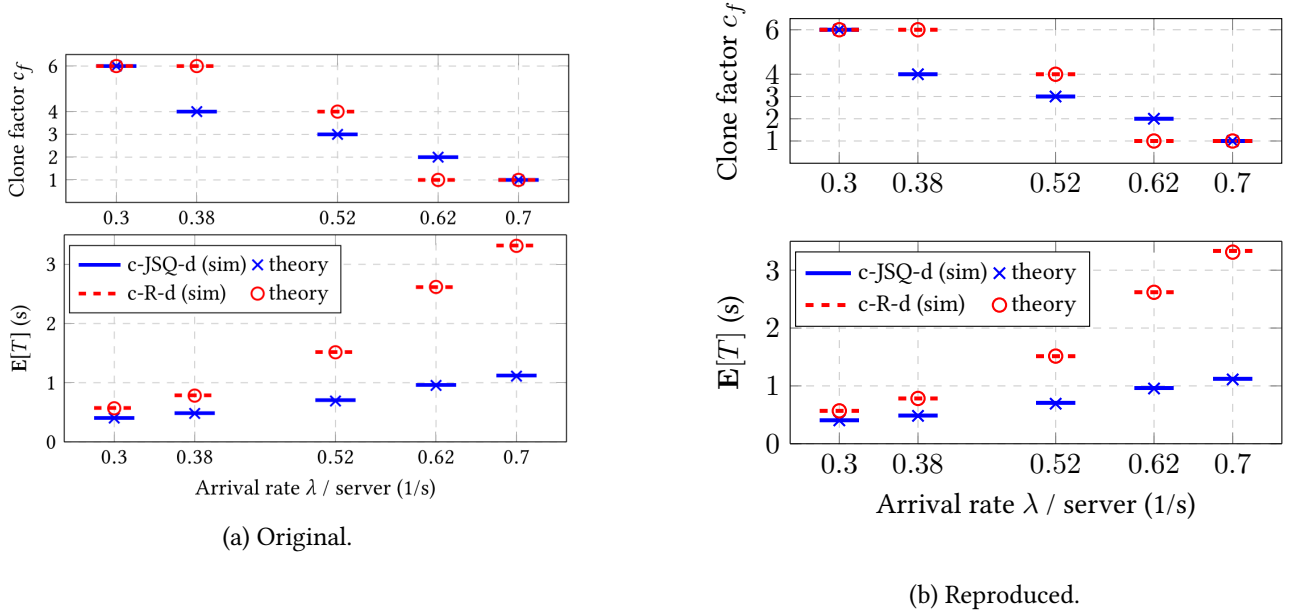 Clone factor c_f
6
4
3
2
1
0.3 0.38 0.52 0.62 0.7
E[T] (s)
3
2
1
0
c-JSQ-d (sim) theory
c-R-d (sim) theory
0.3 0.38 0.52 0.62 0.7
Arrival rate λ / server (1/s)
(a) Original.
Clone factor c_f
6
4
3
2
1
0.3 0.38 0.52 0.62 0.7
E[T] (s)
3
2
1
0
c-JSQ-d (sim) theory
c-R-d (sim) theory
0.3 0.38 0.52 0.62 0.7
Arrival rate λ / server (1/s)
(b) Reproduced.